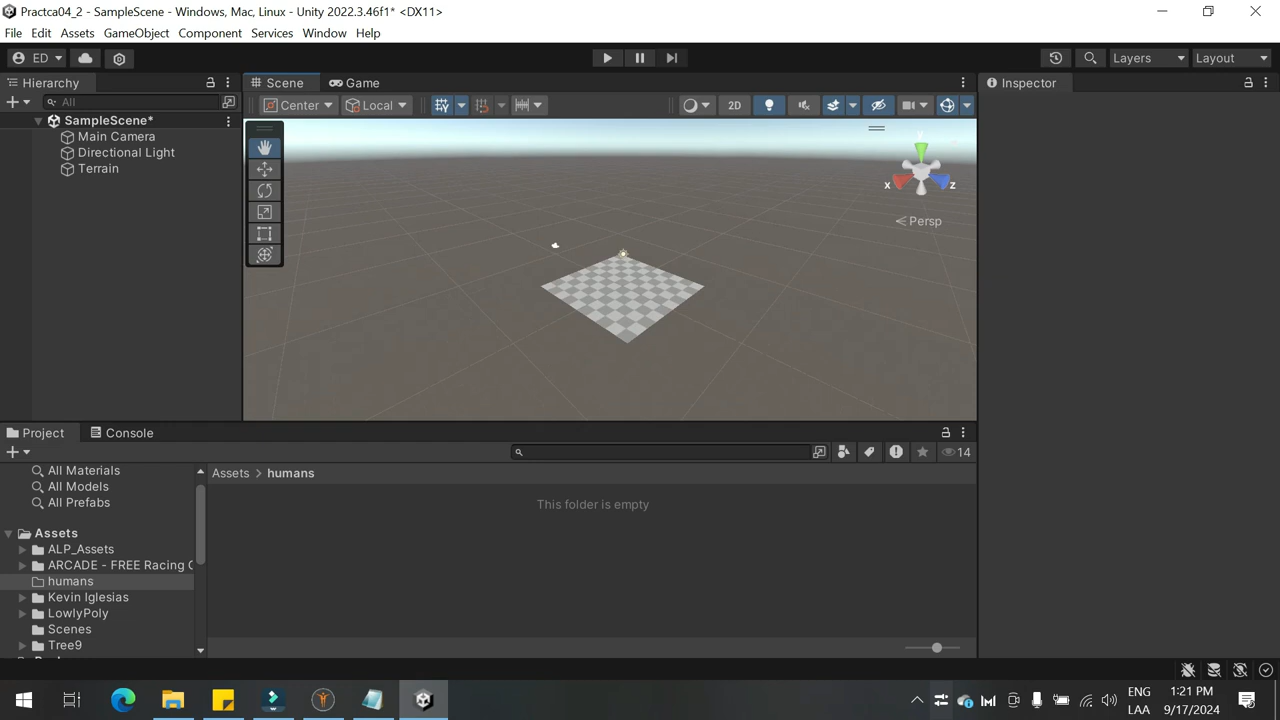 Practca04_2 - SampleScene - Windows, Mac, Linux - Unity 2022.3.46f1* <DX11>
File Edit Assets GameObject Component Services Window Help
ED Layers Layout
Hierarchy Scene Game Inspector
All Center Local 2D
SampleScene*
Main Camera
Directional Light
Terrain
y
x z
Persp
Project Console
14
All Materials
All Models
All Prefabs
Assets > humans
This folder is empty
Assets
ALP_Assets
ARCADE - FREE Racing C
humans
Kevin Iglesias
LowlyPoly
Scenes
Tree9
ENG 1:21 PM
LAA 9/17/2024